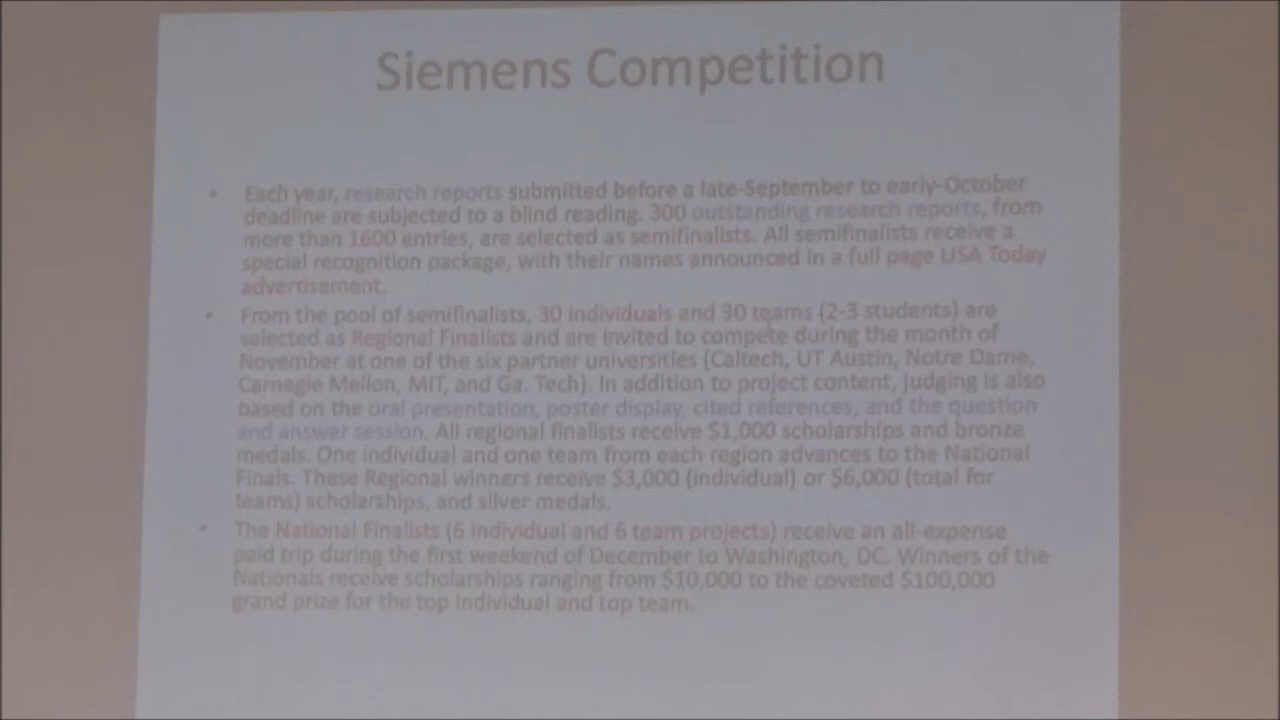 Siemens Competition
• Each year, research reports submitted before a late-September to early-October
deadline are subjected to a blind reading. 300 outstanding research reports, from
more than 1600 entries, are selected as semifinalists. All semifinalists receive a
special recognition package, with their names announced in a full page USA Today
advertisement.
• From the pool of semifinalists, 30 individuals and 30 teams (2-3 students) are
selected as Regional Finalists and are invited to compete during the month of
November at one of the six partner universities (Caltech, UT Austin, Notre Dame,
Carnegie Mellon, MIT, and Ga. Tech). In addition to project content, judging is also
based on the oral presentation, poster display, cited references, and the question
and answer session. All regional finalists receive $1,000 scholarships and bronze
medals. One individual and one team from each region advances to the National
Finals. These Regional winners receive $3,000 (individual) or $6,000 (total for
teams) scholarships, and silver medals.
• The National Finalists (6 individual and 6 team projects) receive an all-expense
paid trip during the first weekend of December to Washington, DC. Winners of the
Nationals receive scholarships ranging from $10,000 to the coveted $100,000
grand prize for the top individual and top team.